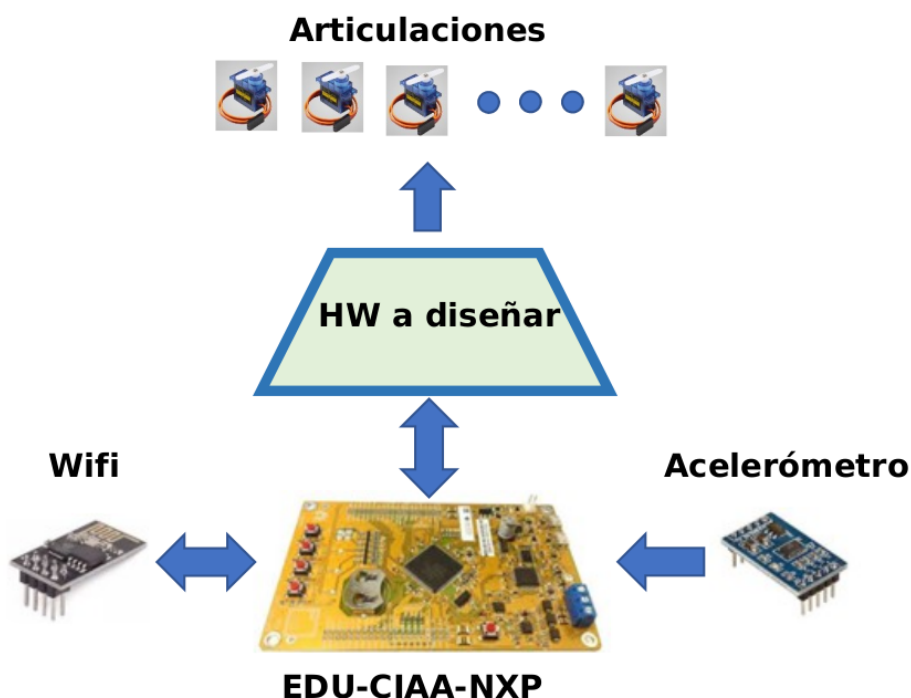 Articulaciones
HW a diseñar
Wifi
Acelerómetro
EDU-CIAA-NXP